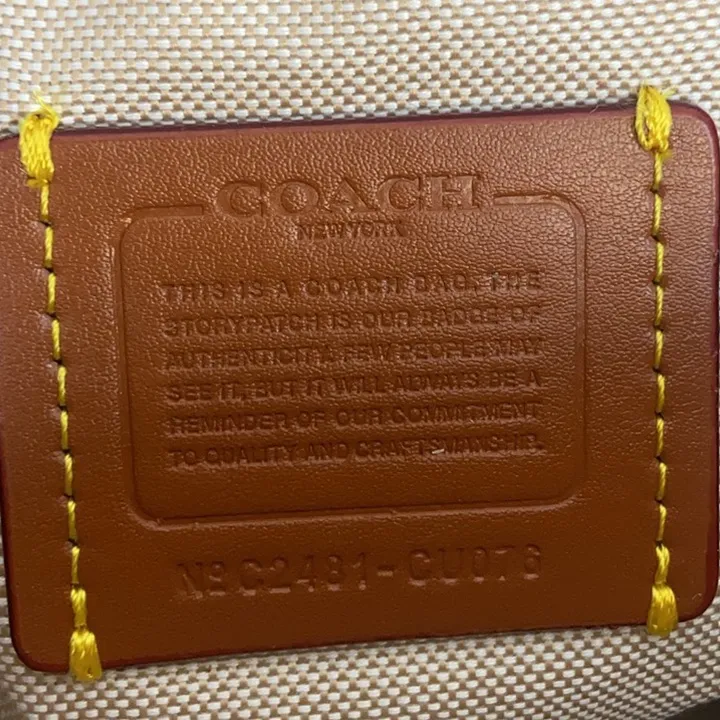 COACH
NEW YORK
THIS IS A COACH BAG. THE
STORYPATCH IS OUR BADGE OF
AUTHENTICITY. A FEW PEOPLE MAY
SEE IT, BUT IT WILL ALWAYS BE A
REMINDER OF OUR COMMITMENT
TO QUALITY AND CRAFTSMANSHIP.
Nº C2481-CU076